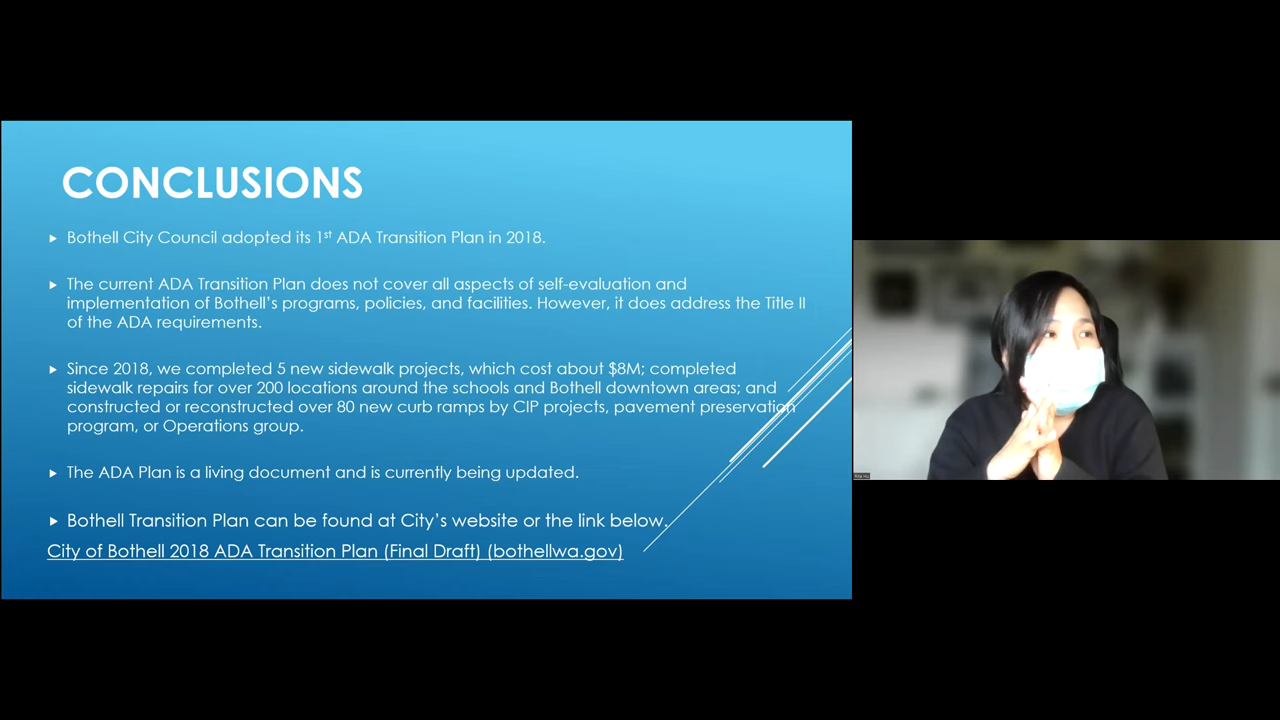 CONCLUSIONS
Bothell City Council adopted its 1st ADA Transition Plan in 2018.
The current ADA Transition Plan does not cover all aspects of self-evaluation and
implementation of Bothell's programs, policies, and facilities. However, it does address the Title II
of the ADA requirements.
Since 2018, we completed 5 new sidewalk projects, which cost about $8M; completed
sidewalk repairs for over 200 locations around the schools and Bothell downtown areas; and
constructed or reconstructed over 80 new curb ramps by CIP projects, pavement preservation
program, or Operations group.
The ADA Plan is a living document and is currently being updated.
Bothell Transition Plan can be found at City's website or the link below.
City of Bothell 2018 ADA Transition Plan (Final Draft) (bothellwa.gov)